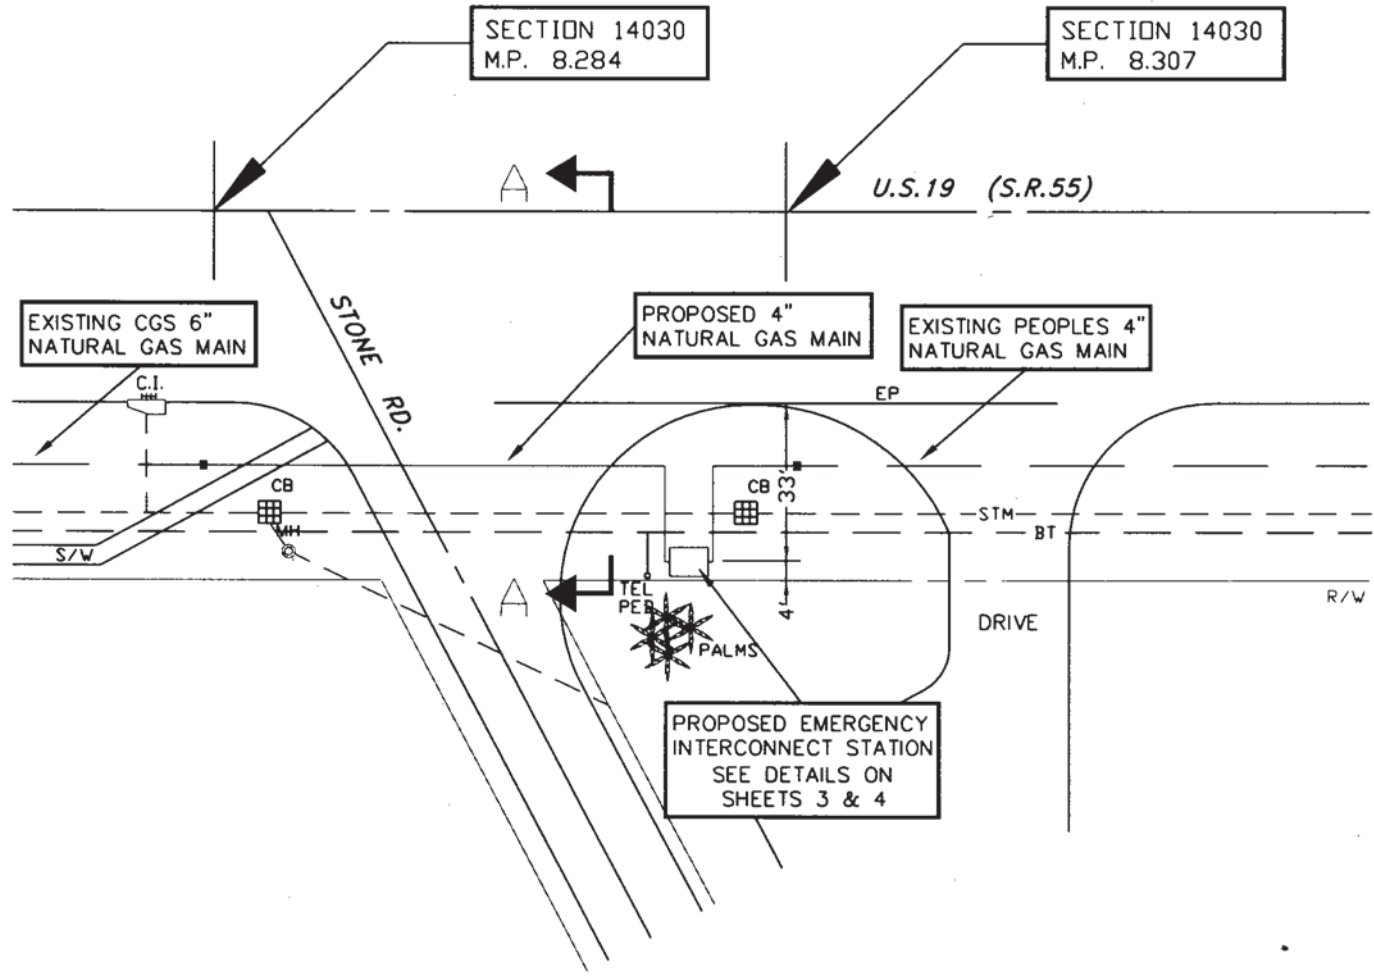 SECTION 14030
M.P. 8.284
SECTION 14030
M.P. 8.307
A
U.S.19 (S.R.55)
EXISTING CGS 6"
NATURAL GAS MAIN
STONE RD.
PROPOSED 4"
NATURAL GAS MAIN
EXISTING PEOPLES 4"
NATURAL GAS MAIN
C.I.
EP
CB
CB
33'
STM
MH
BT
S/W
A
TEL
PED
4'
R/W
DRIVE
PALMS
PROPOSED EMERGENCY
INTERCONNECT STATION
SEE DETAILS ON
SHEETS 3 & 4